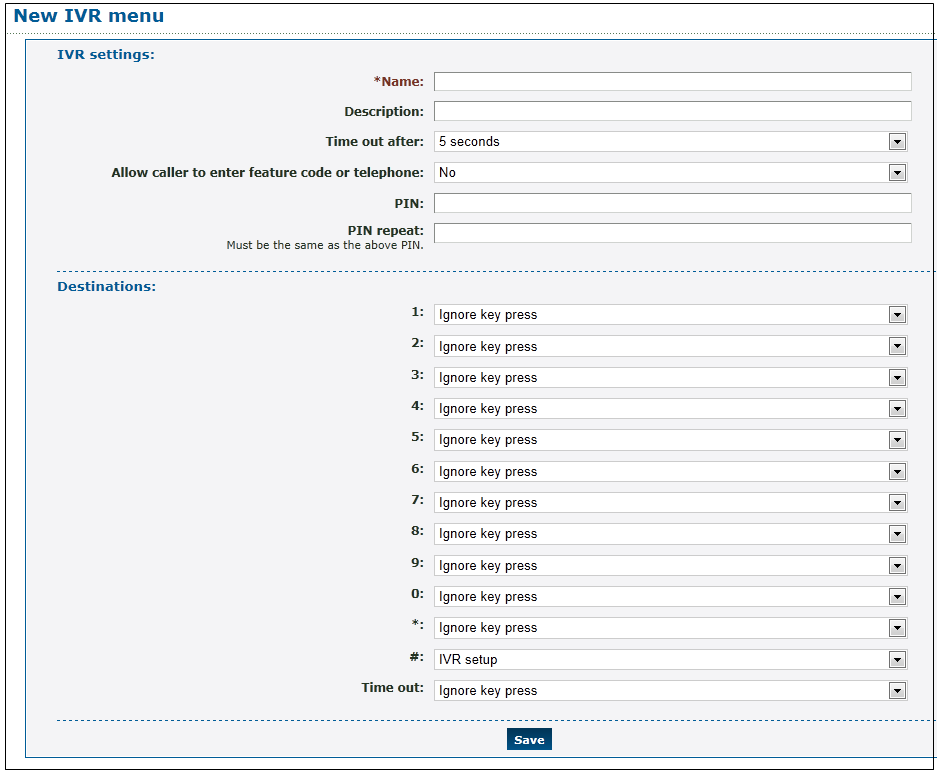 New IVR menu
IVR settings:
*Name:
Description:
Time out after: 5 seconds
Allow caller to enter feature code or telephone: No
PIN:
PIN repeat:
Must be the same as the above PIN.
Destinations:
1: Ignore key press
2: Ignore key press
3: Ignore key press
4: Ignore key press
5: Ignore key press
6: Ignore key press
7: Ignore key press
8: Ignore key press
9: Ignore key press
0: Ignore key press
*: Ignore key press
#: IVR setup
Time out: Ignore key press
Save